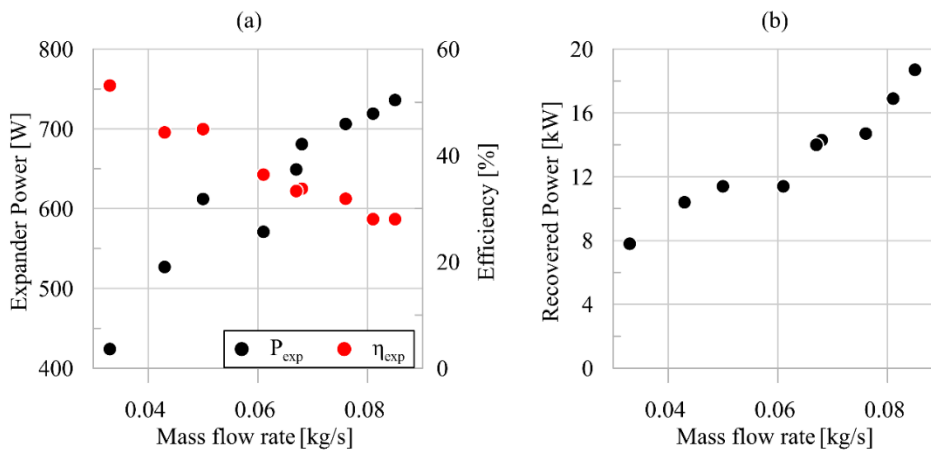 (a)
800
700
600
500
400
Expander Power [W]
60
40
20
0
Efficiency [%]
P_exp
η_exp
0.04
0.06
0.08
Mass flow rate [kg/s]
(b)
20
16
12
8
4
0
Recovered Power [kW]
0.04
0.06
0.08
Mass flow rate [kg/s]